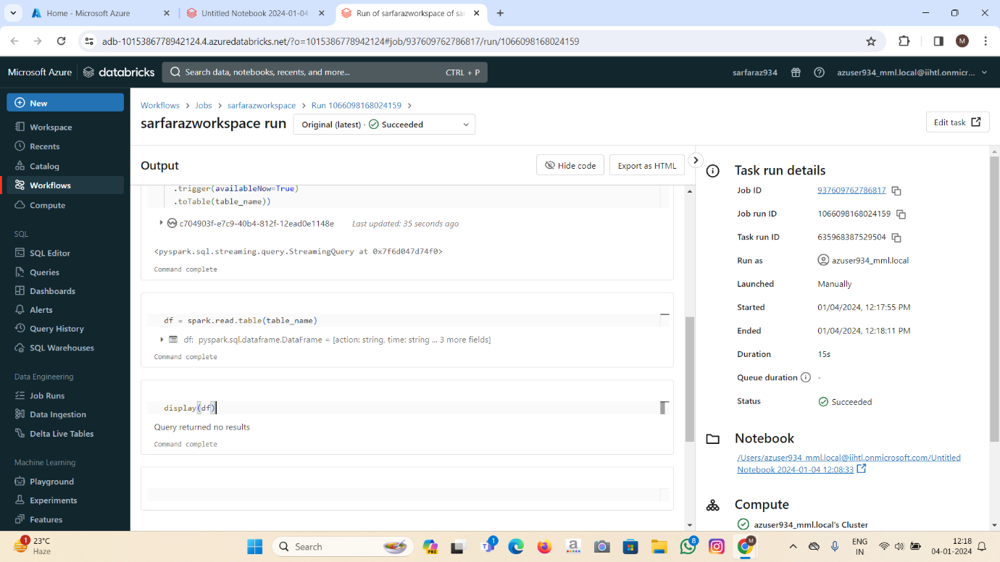 Home - Microsoft Azure
Untitled Notebook 2024-01-04
Run of sarfarazworkspace of sar
adb-1015386778942124.4.azuredatabricks.net/?o=1015386778942124#job/937609762786817/run/1066098168024159
M
Microsoft Azure
databricks
Search data, notebooks, recents, and more...
CTRL + P
sarfaraz934
azuser934_mml.local@iihtl.onmicr...
New
Workspace
Recents
Catalog
Workflows
Compute
SQL
SQL Editor
Queries
Dashboards
Alerts
Query History
SQL Warehouses
Data Engineering
Job Runs
Data Ingestion
Delta Live Tables
Machine Learning
Playground
Experiments
Features
Workflows > Jobs > sarfarazworkspace > Run 1066098168024159 >
sarfarazworkspace run
Original (latest) · Succeeded
Edit task
Output
Hide code
Export as HTML
.trigger(availableNow=True)
.toTable(table_name))
c704903f-e7c9-40b4-812f-12ead0e1148e
Last updated: 35 seconds ago
<pyspark.sql.streaming.query.StreamingQuery at 0x7f6d047d74f0>
Command complete
df = spark.read.table(table_name)
df: pyspark.sql.dataframe.DataFrame = [action: string, time: string ... 3 more fields]
Command complete
display(df)
Query returned no results
Command complete
Task run details
Job ID 937609762786817
Job run ID 1066098168024159
Task run ID 635968387529504
Run as azuser934_mml.local
Launched Manually
Started 01/04/2024, 12:17:55 PM
Ended 01/04/2024, 12:18:11 PM
Duration 15s
Queue duration -
Status Succeeded
Notebook
/Users/azuser934_mml.local@iihtl.onmicrosoft.com/Untitled
Notebook 2024-01-04 12:08:33
Compute
azuser934_mml.local's Cluster
1
23°C
Haze
Search
PRE
1
a
8
M
ENG
IN
12:18
04-01-2024